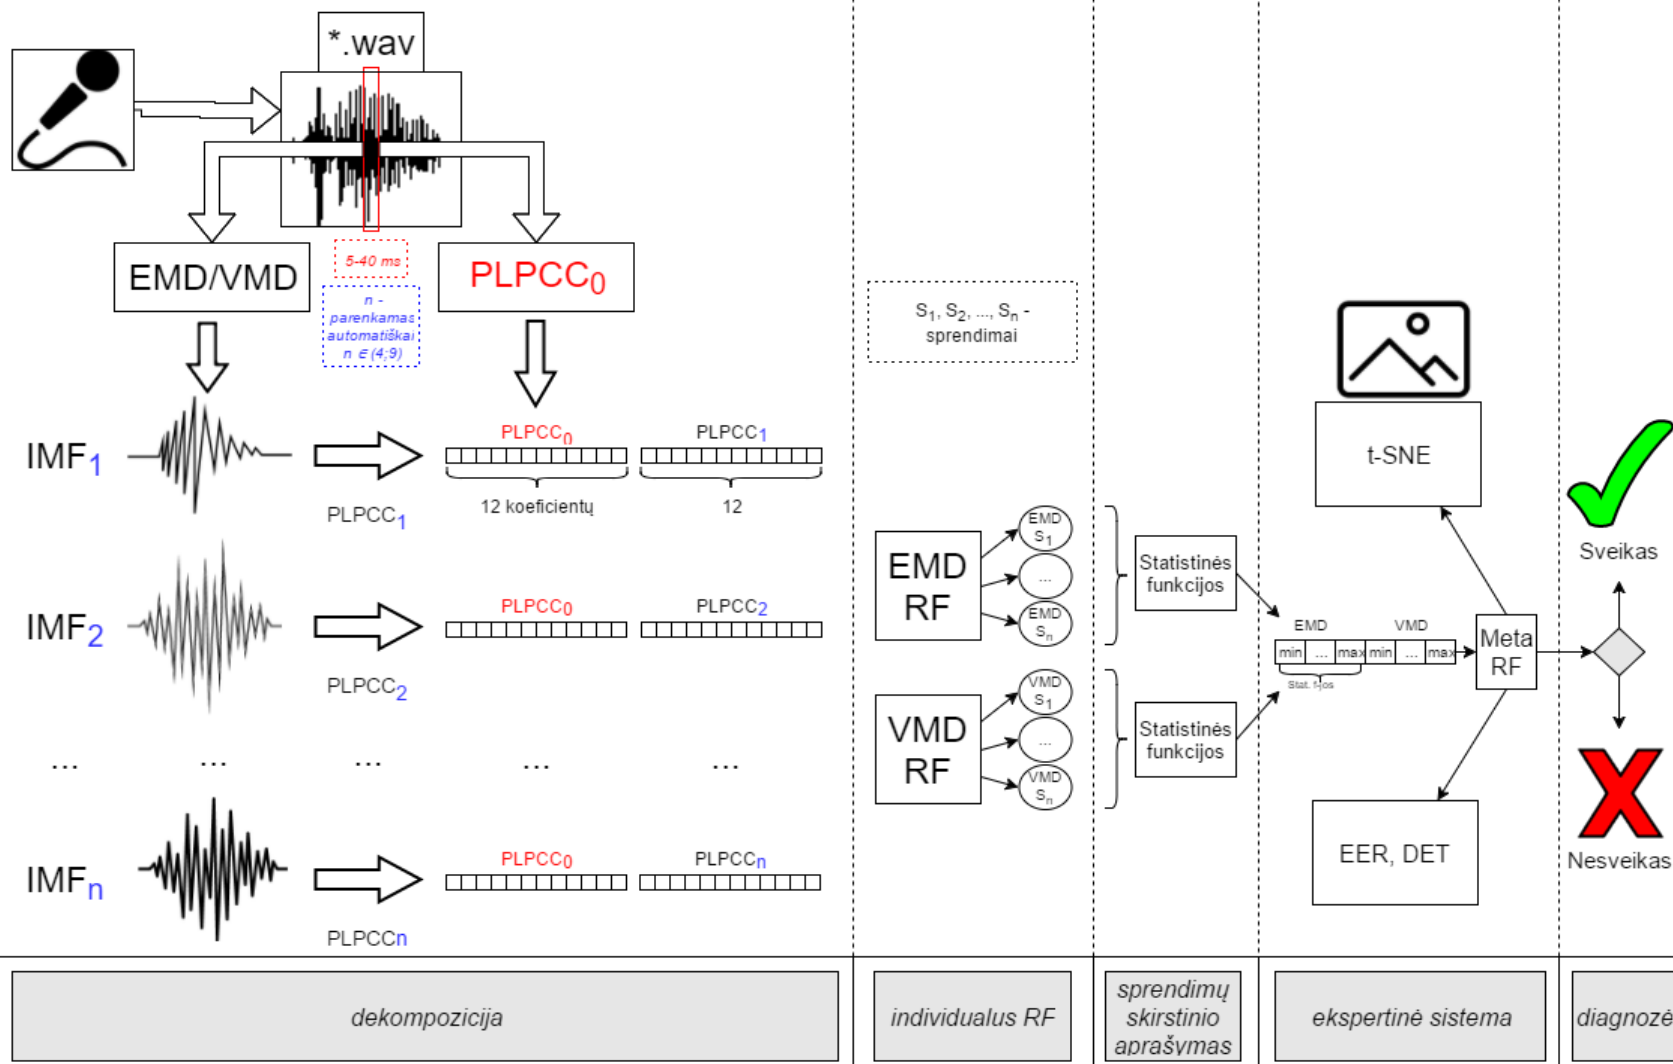 *.wav
EMD/VMD
5-40 ms
n -
parenkamas
automatiškai
n ∈ (4;9)
PLPCC0
IMF1
PLPCC1
PLPCC0
12 koeficientų
PLPCC1
12
IMF2
PLPCC2
PLPCC0
PLPCC2
... ... ... ... ...
IMFn
PLPCCn
PLPCC0
PLPCCn
S1, S2, ..., Sn -
sprendimai
EMD
RF
EMD
S1
...
EMD
Sn
VMD
RF
VMD
S1
...
VMD
Sn
Statistinės
funkcijos
Statistinės
funkcijos
EMD VMD
min ... max min ... max
Stat. f-jos
Meta
RF
t-SNE
EER, DET
Sveikas
Nesveikas
dekompozicija
individualus RF
sprendimų
skirstinio
aprašymas
ekspertinė sistema
diagnozė